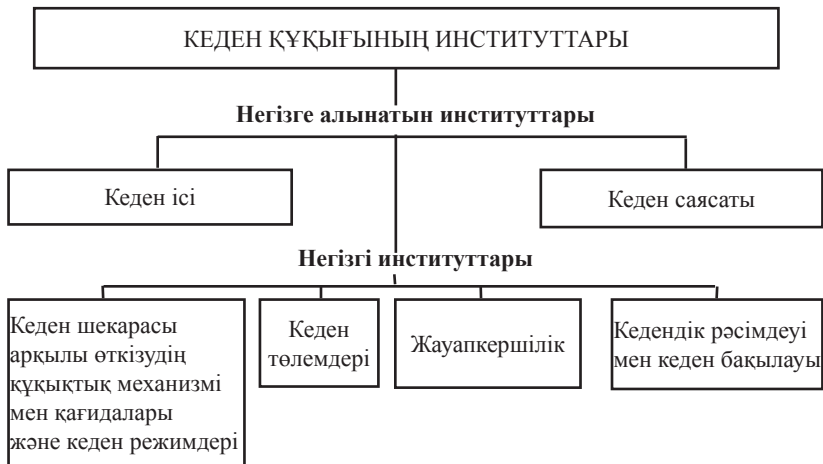 КЕДЕН ҚҰҚЫҒЫНЫҢ ИНСТИТУТТАРЫ
Негізге алынатын институттары
Кеден ісі
Кеден саясаты
Негізгі институттары
Кеден шекарасы
арқылы өткізудің
құқықтық механизмі
мен қағидалары
және кеден режимдері
Кеден
төлемдері
Жауапкершілік
Кедендік рәсімдеуі
мен кеден бақылауы